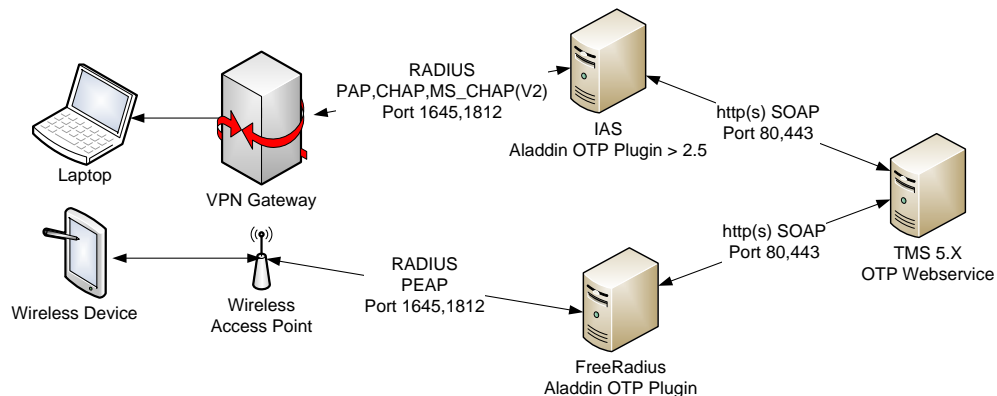 RADIUS
PAP,CHAP,MS_CHAP(V2)
Port 1645,1812
http(s) SOAP
Port 80,443
IAS
Aladdin OTP Plugin > 2.5
Laptop
VPN Gateway
http(s) SOAP
Port 80,443
TMS 5.X
OTP Webservice
RADIUS
PEAP
Port 1645,1812
Wireless Device
Wireless
Access Point
FreeRadius
Aladdin OTP Plugin